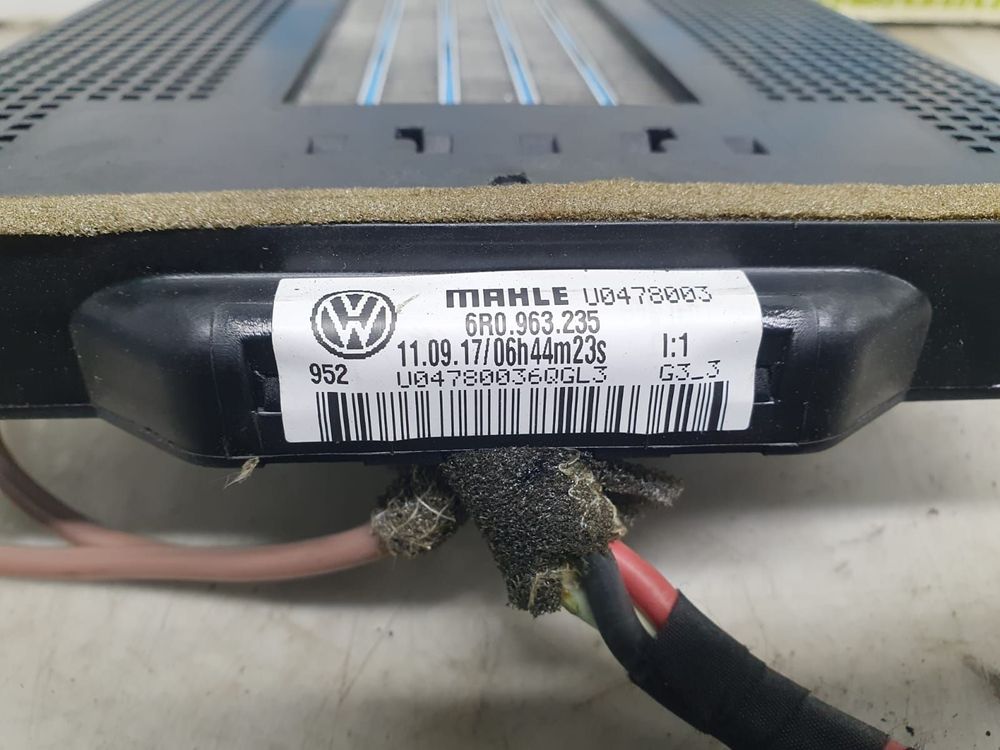 MAHLE U0478003
6R0.963.235
11.09.17/06h44m23s I:1
952 U04780036QGL3 G3_3